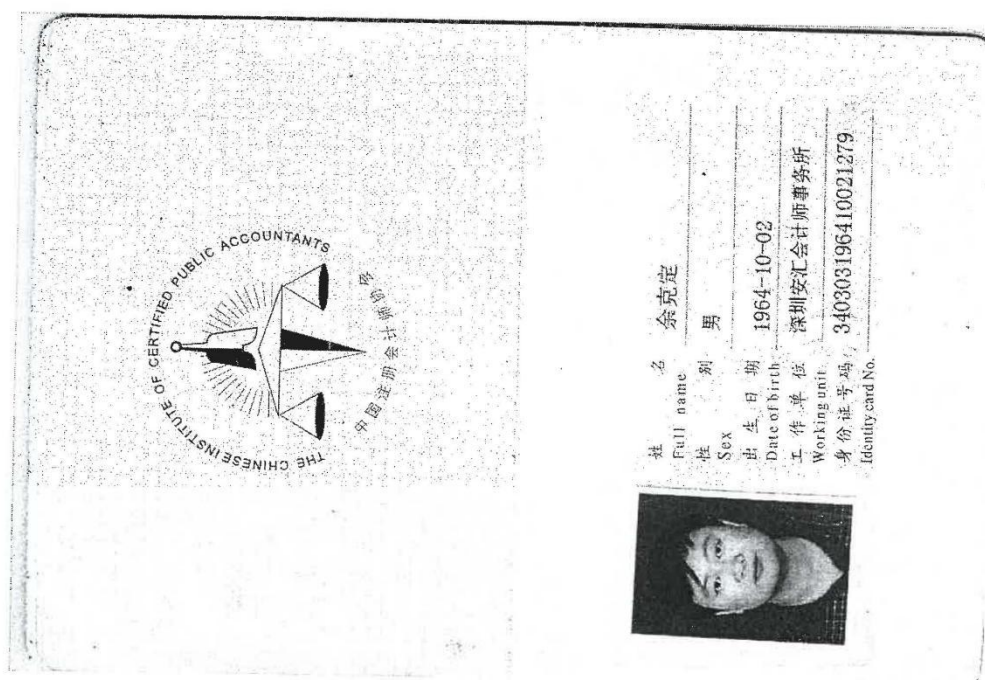 THE CHINESE INSTITUTE OF CERTIFIED PUBLIC ACCOUNTANTS
中国注册会计师协会
姓 名 余克定
Full name
性 别 男
Sex
出 生 日 期 1964-10-02
Date of birth
工 作 单 位 深圳安汇会计师事务所
Working unit
身 份 证 号 码 340303196410021279
Identity card No.